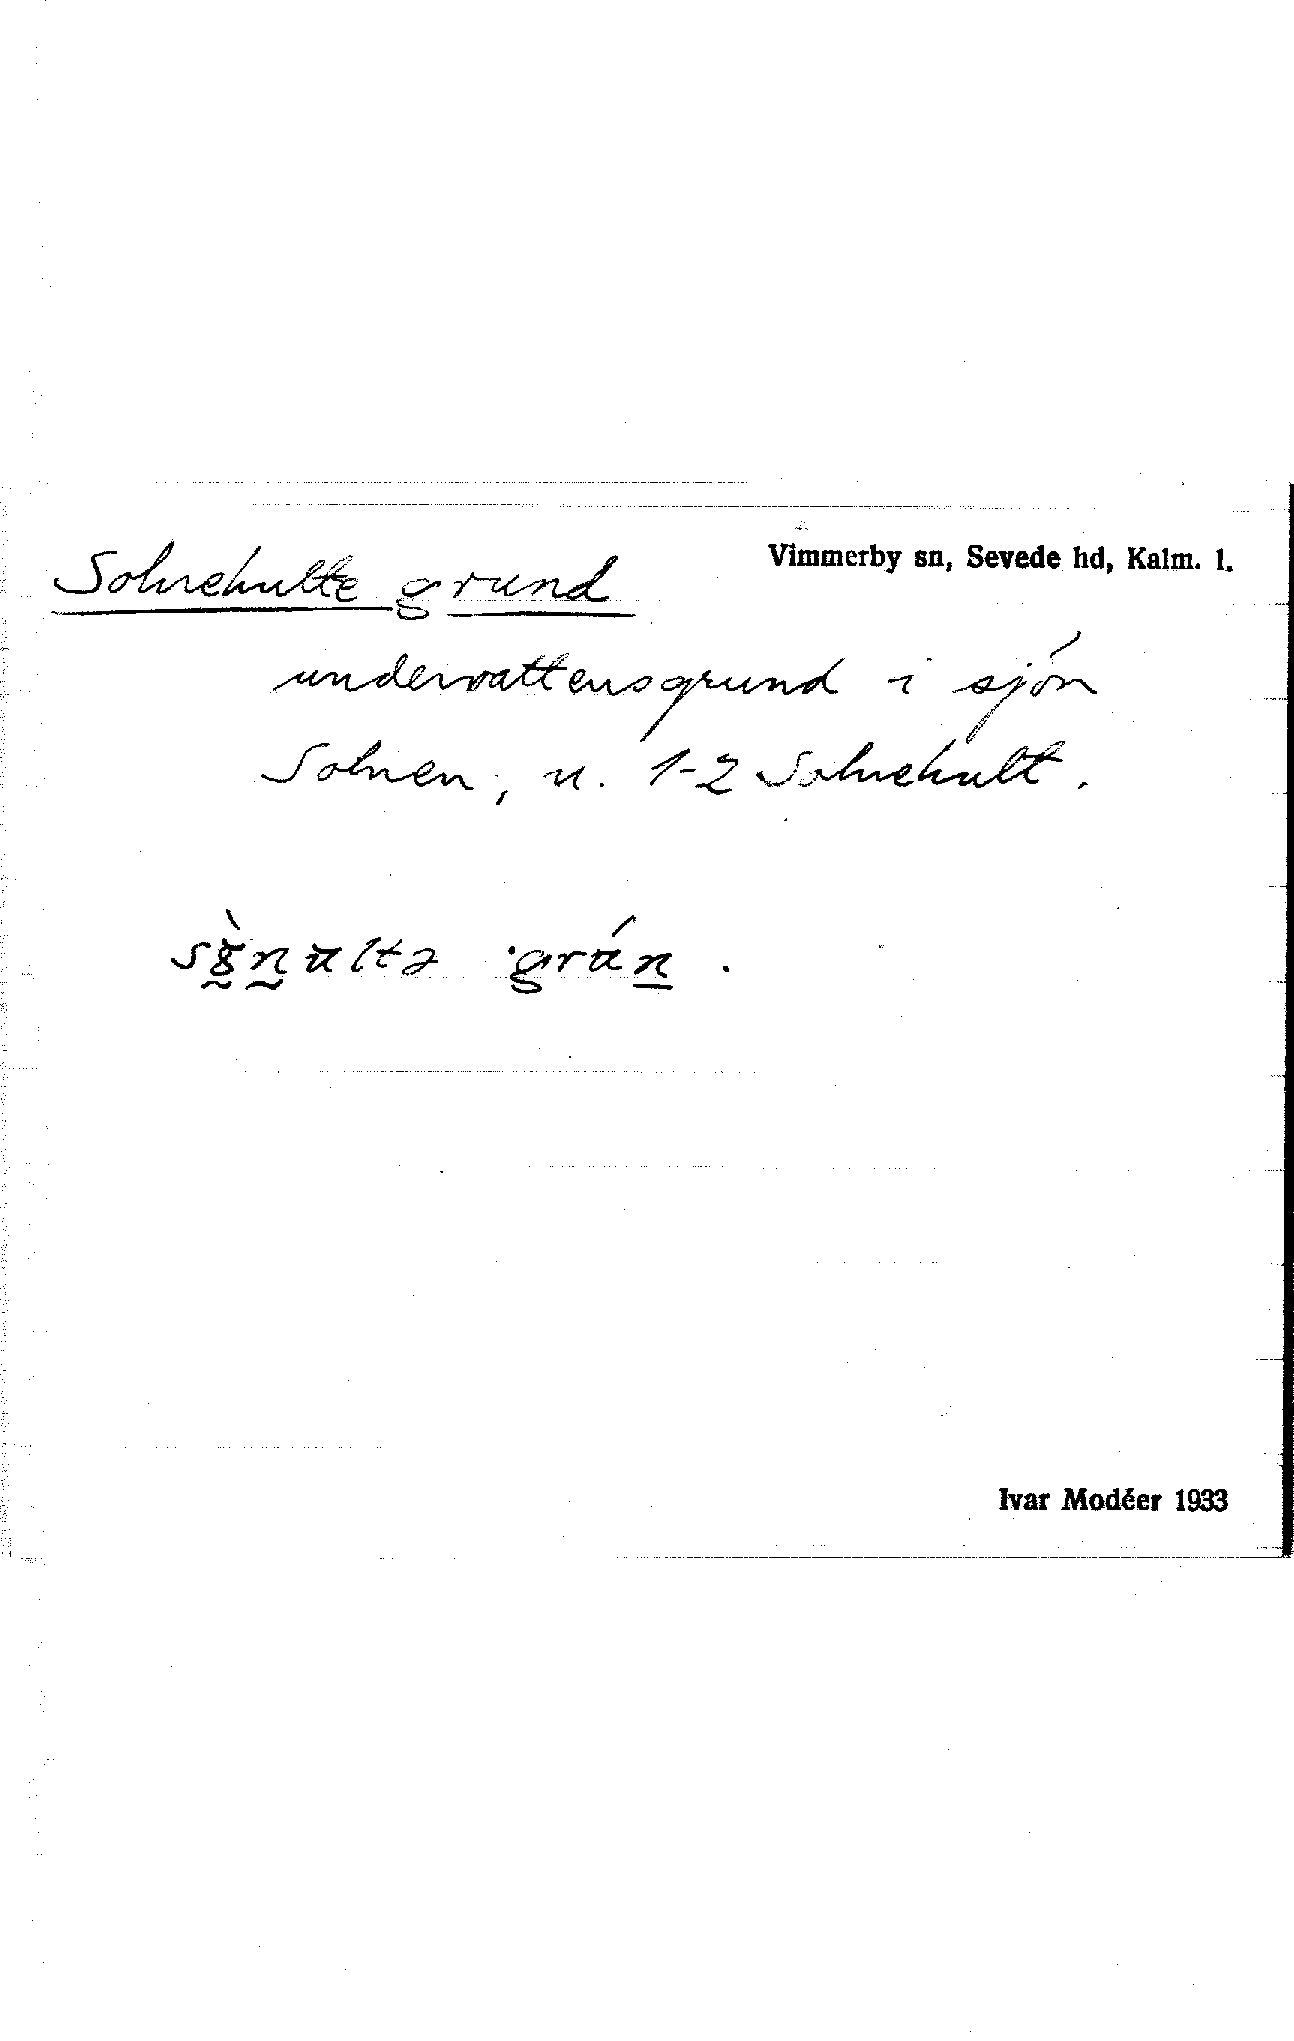 Vimmerby sn, Sevede hd, Kalm. l.
Solnehulte grund
undervattensgrund i sjön
Solnen, u. 1-2 Solnehult.
Ivar Modéer 1933